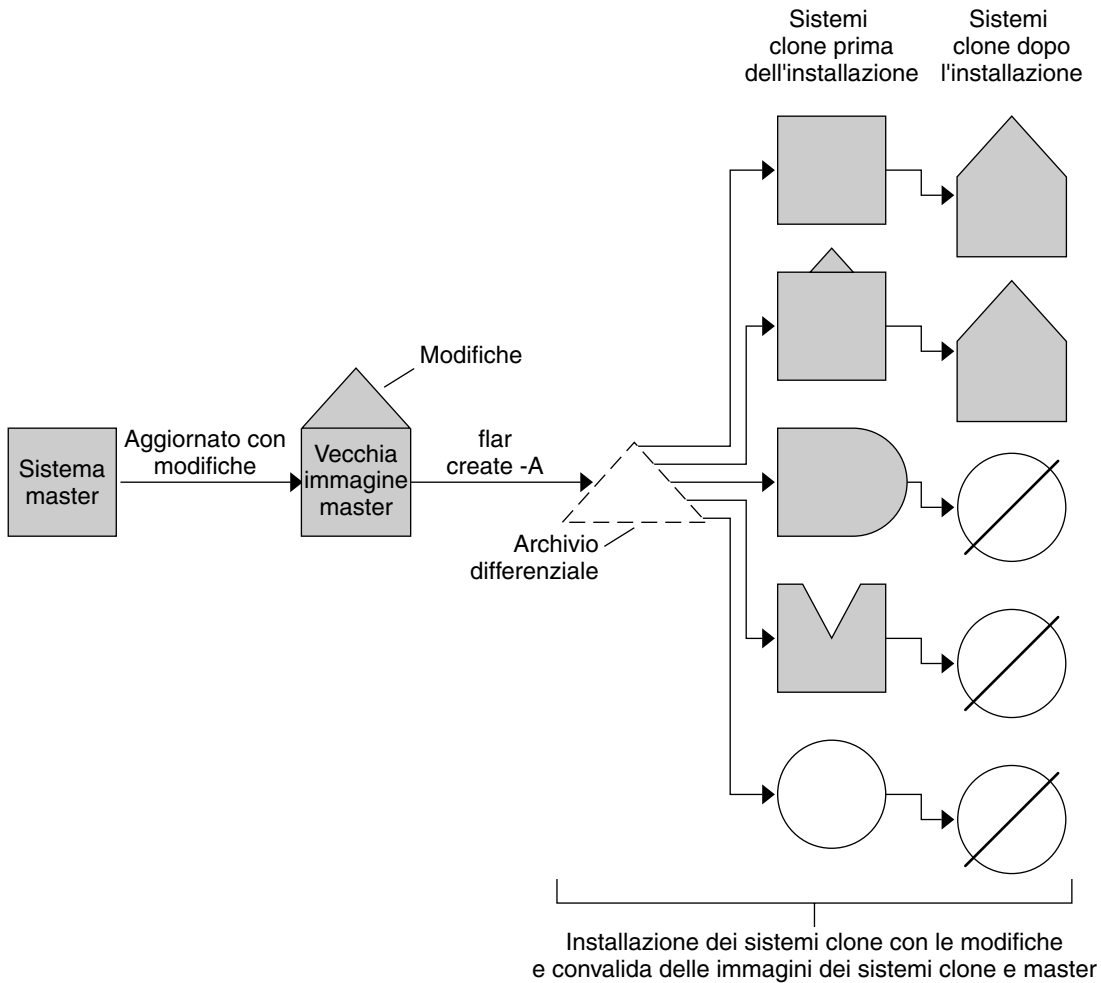 Sistemi
clone prima
dell'installazione
Sistemi
clone dopo
l'installazione
Modifiche
Sistema
master
Aggiornato con
modifiche
Vecchia
immagine
master
flar
create -A
Archivio
differenziale
Installazione dei sistemi clone con le modifiche
e convalida delle immagini dei sistemi clone e master